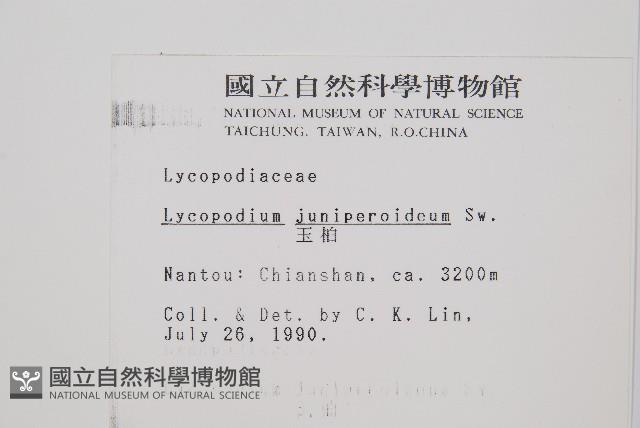 國立自然科學博物館
NATIONAL MUSEUM OF NATURAL SCIENCE
TAICHUNG, TAIWAN, R.O.CHINA
Lycopodiaceae
Lycopodium juniperoideum Sw.
玉柏
Nantou: Chianshan, ca. 3200m
Coll. & Det. by C. K. Lin,
July 26, 1990.
國立自然科學博物館
NATIONAL MUSEUM OF NATURAL SCIENCE